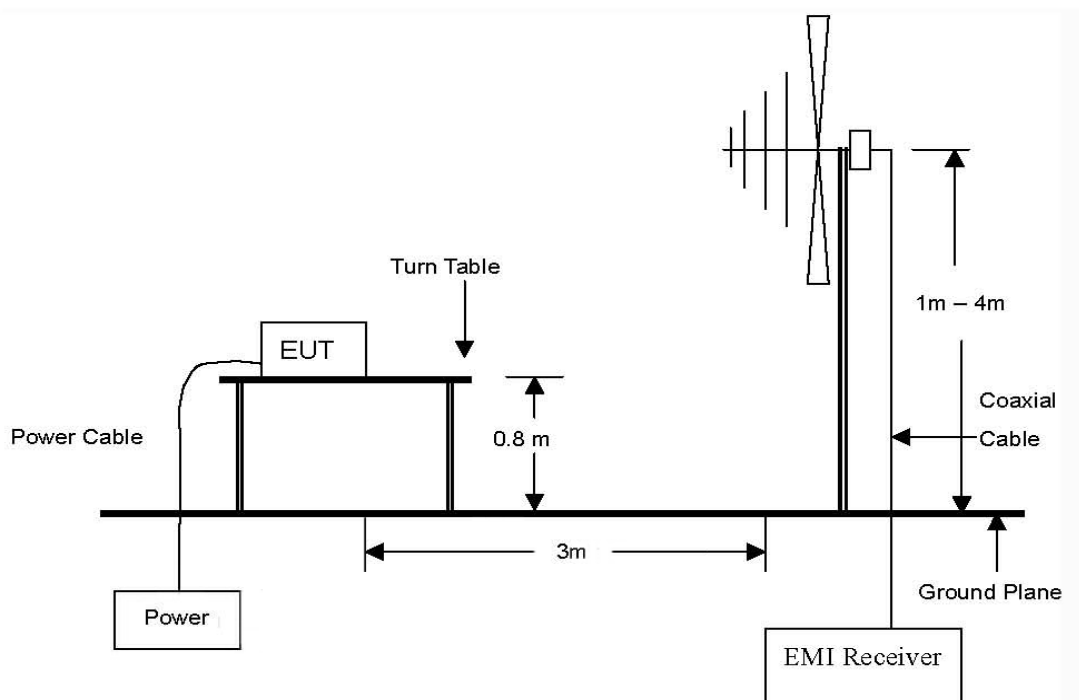 Turn Table
EUT
1m – 4m
Coaxial
Cable
0.8 m
Power Cable
3m
Ground Plane
Power
EMI Receiver